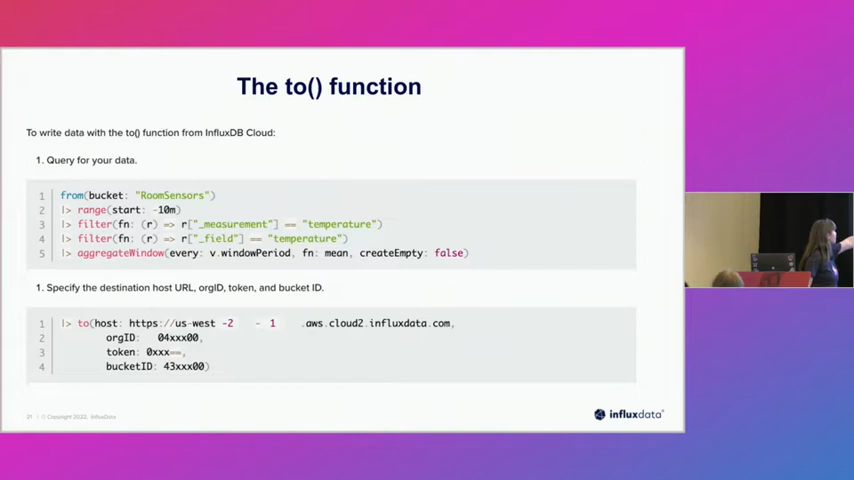 The to() function
To write data with the to() function from InfluxDB Cloud:
1. Query for your data.
1 from(bucket: "RoomSensors")
2 |> range(start: -10m)
3 |> filter(fn: (r) => r["_measurement"] == "temperature")
4 |> filter(fn: (r) => r["_field"] == "temperature")
5 |> aggregateWindow(every: v.windowPeriod, fn: mean, createEmpty: false)
1. Specify the destination host URL, orgID, token, and bucket ID.
1 |> to(host: https://us-west -2 - 1 .aws.cloud2.influxdata.com,
2 orgID: 04xxx00,
3 token: 0xxx==,
4 bucketID: 43xxx00)
21 | © Copyright 2022, InfluxData
influxdata®